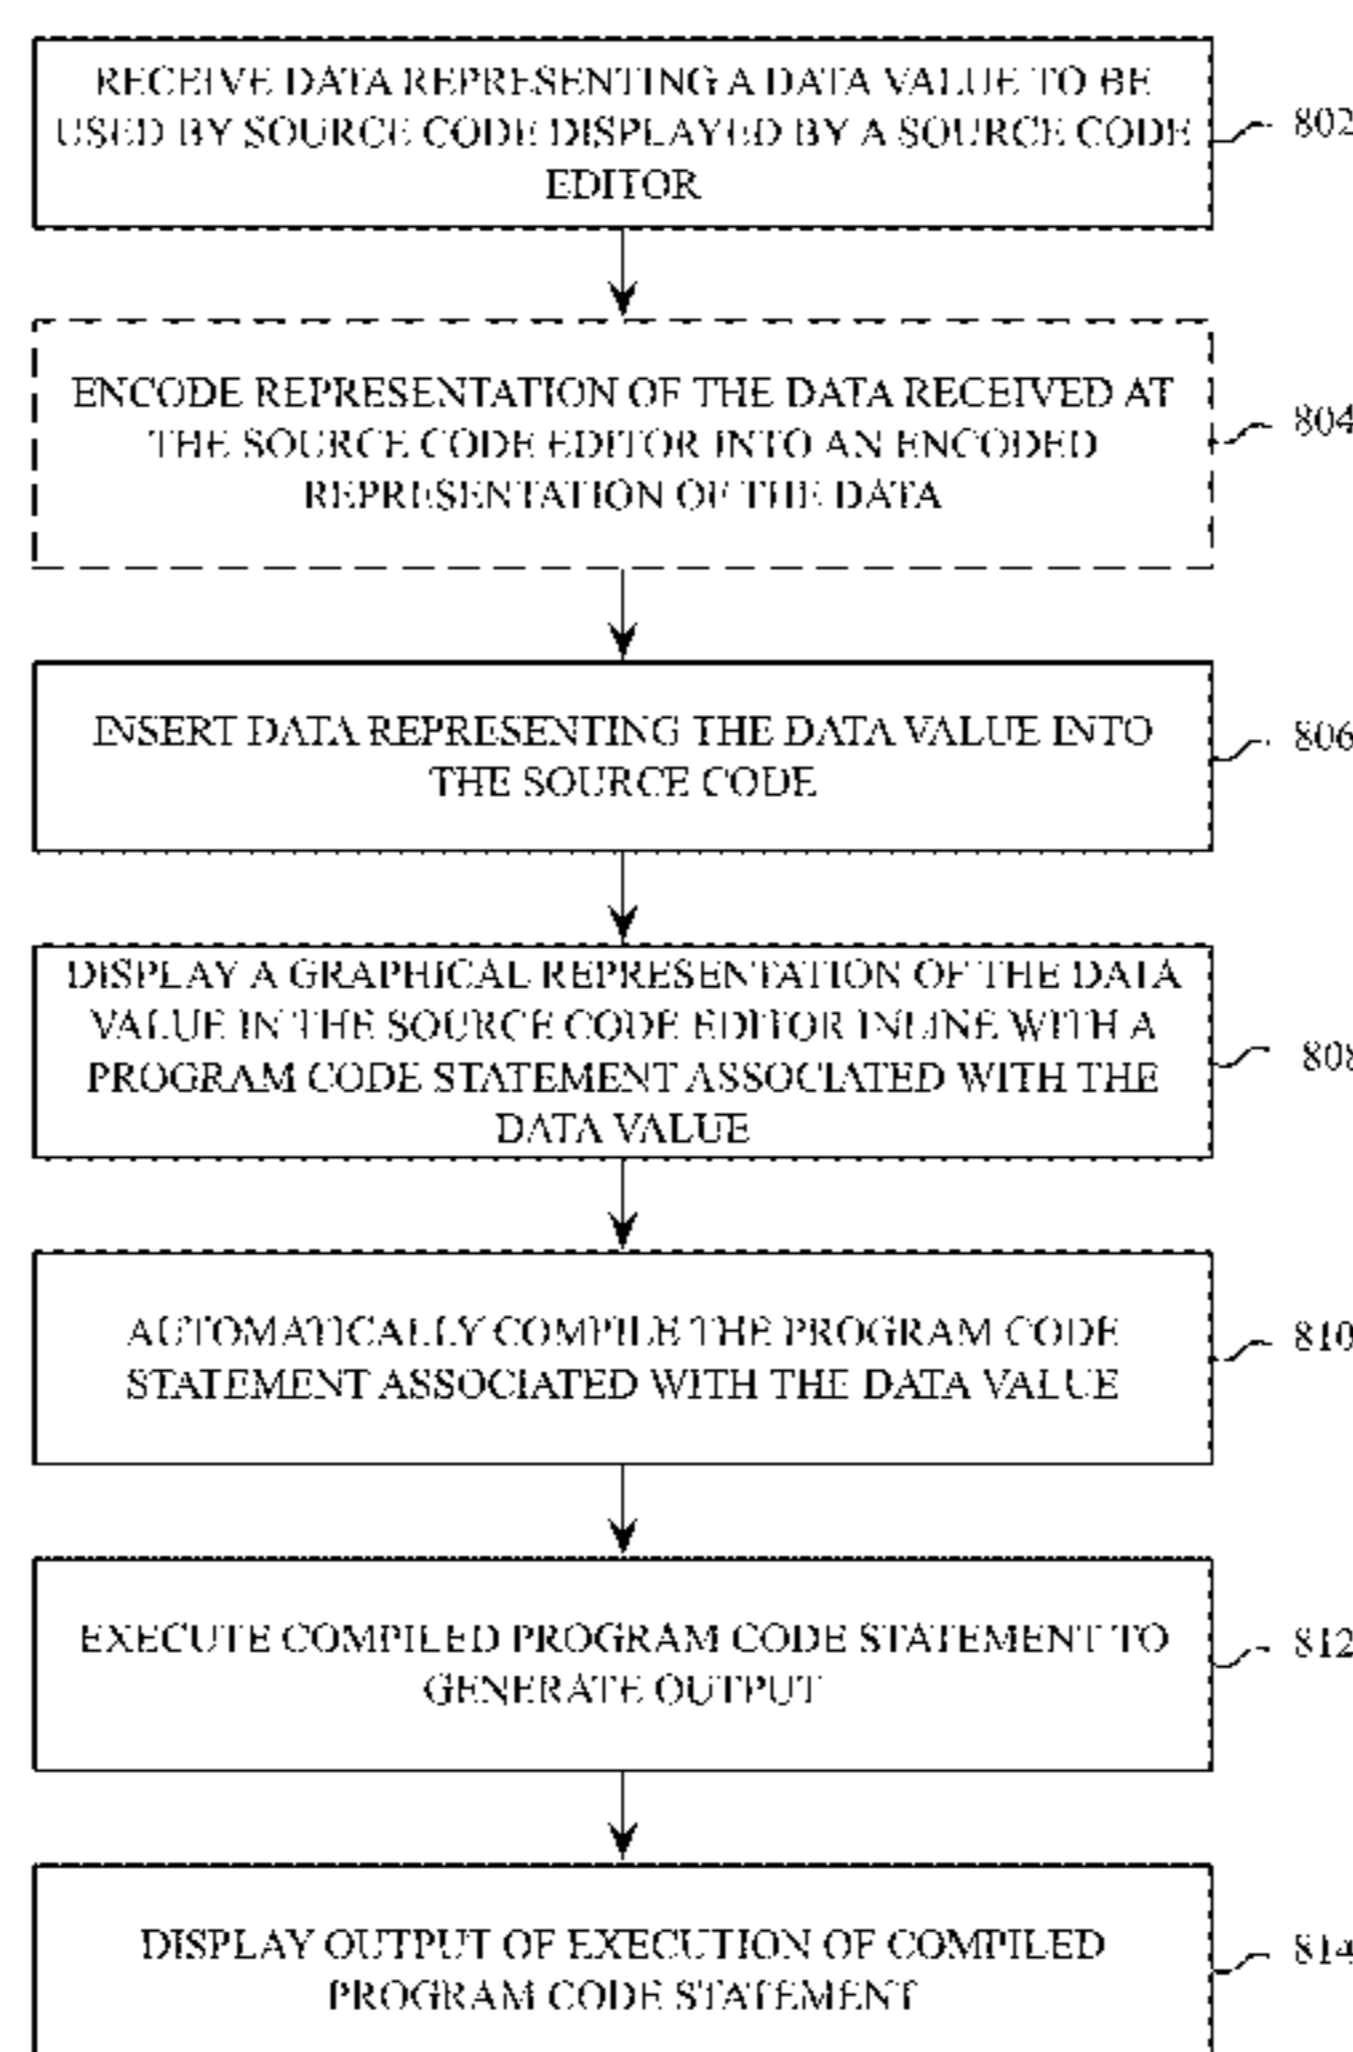 RECEIVE DATA REPRESENTING A DATA VALUE TO BE
USED BY SOURCE CODE DISPLAYED BY A SOURCE CODE
EDITOR
802
ENCODE REPRESENTATION OF THE DATA RECEIVED AT
THE SOURCE CODE EDITOR INTO AN ENCODED
REPRESENTATION OF THE DATA
804
INSERT DATA REPRESENTING THE DATA VALUE INTO
THE SOURCE CODE
806
DISPLAY A GRAPHICAL REPRESENTATION OF THE DATA
VALUE IN THE SOURCE CODE EDITOR INLINE WITH A
PROGRAM CODE STATEMENT ASSOCIATED WITH THE
DATA VALUE
808
AUTOMATICALLY COMPILE THE PROGRAM CODE
STATEMENT ASSOCIATED WITH THE DATA VALUE
810
EXECUTE COMPILED PROGRAM CODE STATEMENT TO
GENERATE OUTPUT
812
DISPLAY OUTPUT OF EXECUTION OF COMPILED
PROGRAM CODE STATEMENT
814